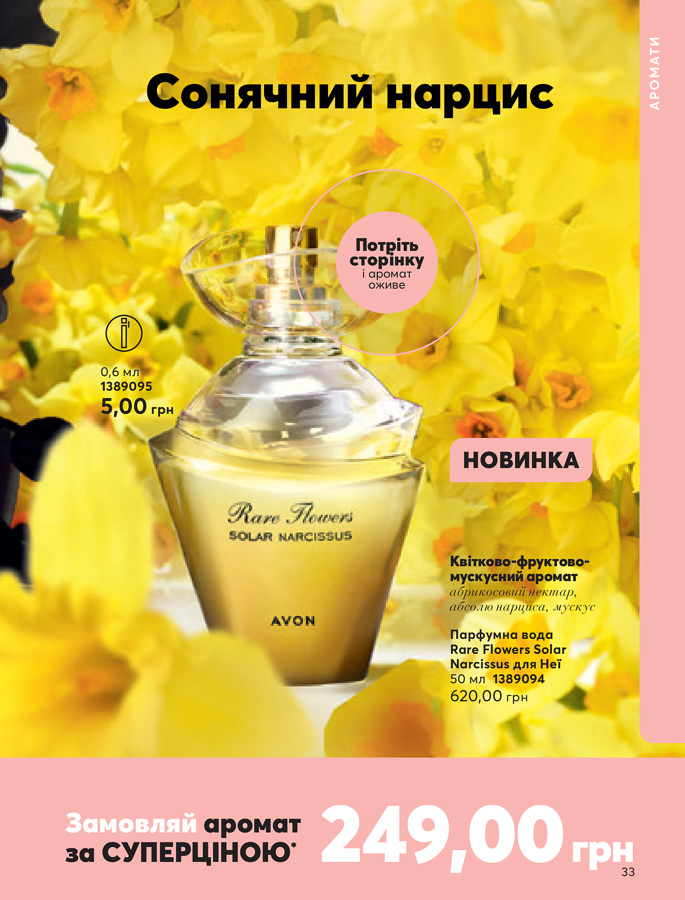 АРОМАТИ
Сонячний нарцис
Потріть
сторінку
і аромат
оживе
0,6 мл
1389095
5,00 грн
НОВИНКА
Rare Flowers
SOLAR NARCISSUS
AVON
Квітково-фруктово-
мускусний аромат
абрикосовий нектар,
абсолю нарциса, мускус
Парфумна вода
Rare Flowers Solar
Narcissus для Неї
50 мл 1389094
620,00 грн
Замовляй аромат
за СУПЕРЦІНОЮ*
249,00 грн
33